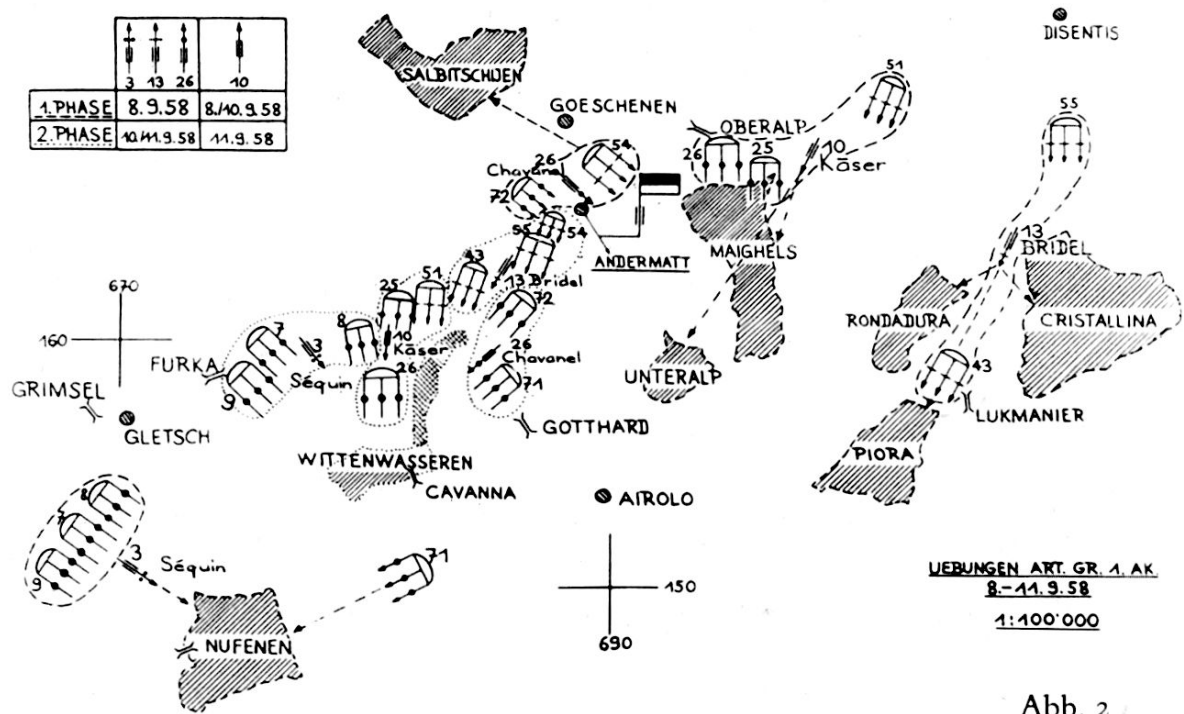 3 13 26 10
1.PHASE 8.9.58 8./10.9.58
2.PHASE 10./11.9.58 11.9.58
SALBITSCHIJEN
GOESCHENEN
DISENTIS
51
55
OBERALP
26
25
10
Käser
54
26
72
54
55
ANDERMATT
MAIGHELS
13
BRIDEL
RONDADURA
CRISTALLINA
670
160
43
51
25
13 Bridel
72
7
8
10
Käser
3
Séquin
26
26
Chavanel
71
9
FURKA
GRIMSEL
GLETSCH
UNTERALP
43
LUKMANIER
GOTTHARD
PIORA
WITTENWASSEREN
CAVANNA
AIROLO
8
7
9
3
Séquin
71
NUFENEN
150
690
UEBUNGEN ART. GR. 1. AK.
8.-11.9.58
1:100'000
Abb. 2